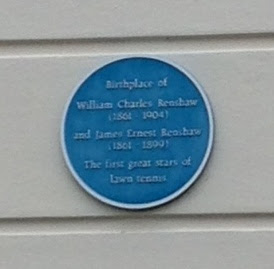 Birthplace of
William Charles Renshaw
(1861 - 1904)
and James Ernest Renshaw
(1861 - 1899)
The first great stars of
lawn tennis